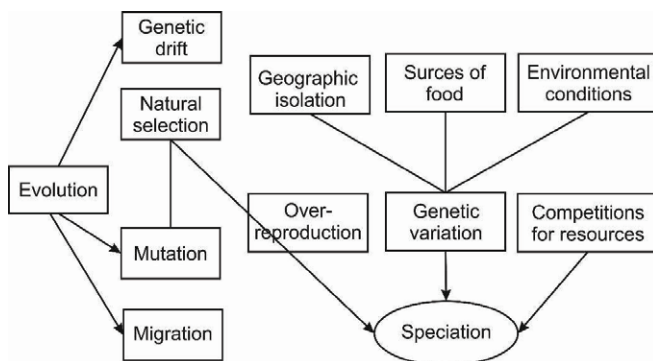 Genetic
drift
Natural
selection
Evolution
Mutation
Migration
Geographic
isolation
Surces of
food
Environmental
conditions
Over-
reproduction
Genetic
variation
Competitions
for resources
Speciation